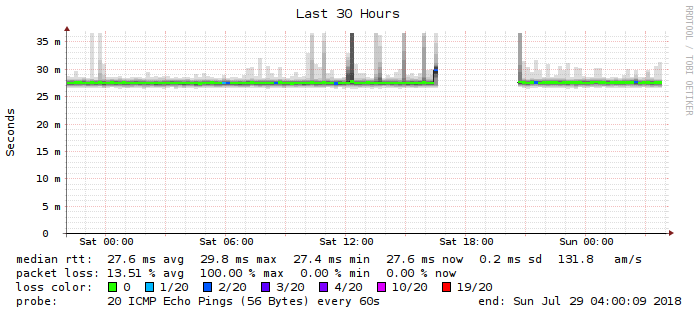 Last 30 Hours
RRDTOOL / TOBI OETIKER
Seconds
35 m
30 m
25 m
20 m
15 m
10 m
5 m
0
Sat 00:00 Sat 06:00 Sat 12:00 Sat 18:00 Sun 00:00
median rtt: 27.6 ms avg 29.8 ms max 27.4 ms min 27.6 ms now 0.2 ms sd 131.8 am/s
packet loss: 13.51 % avg 100.00 % max 0.00 % min 0.00 % now
loss color: 0 1/20 2/20 3/20 4/20 10/20 19/20
probe: 20 ICMP Echo Pings (56 Bytes) every 60s end: Sun Jul 29 04:00:09 2018